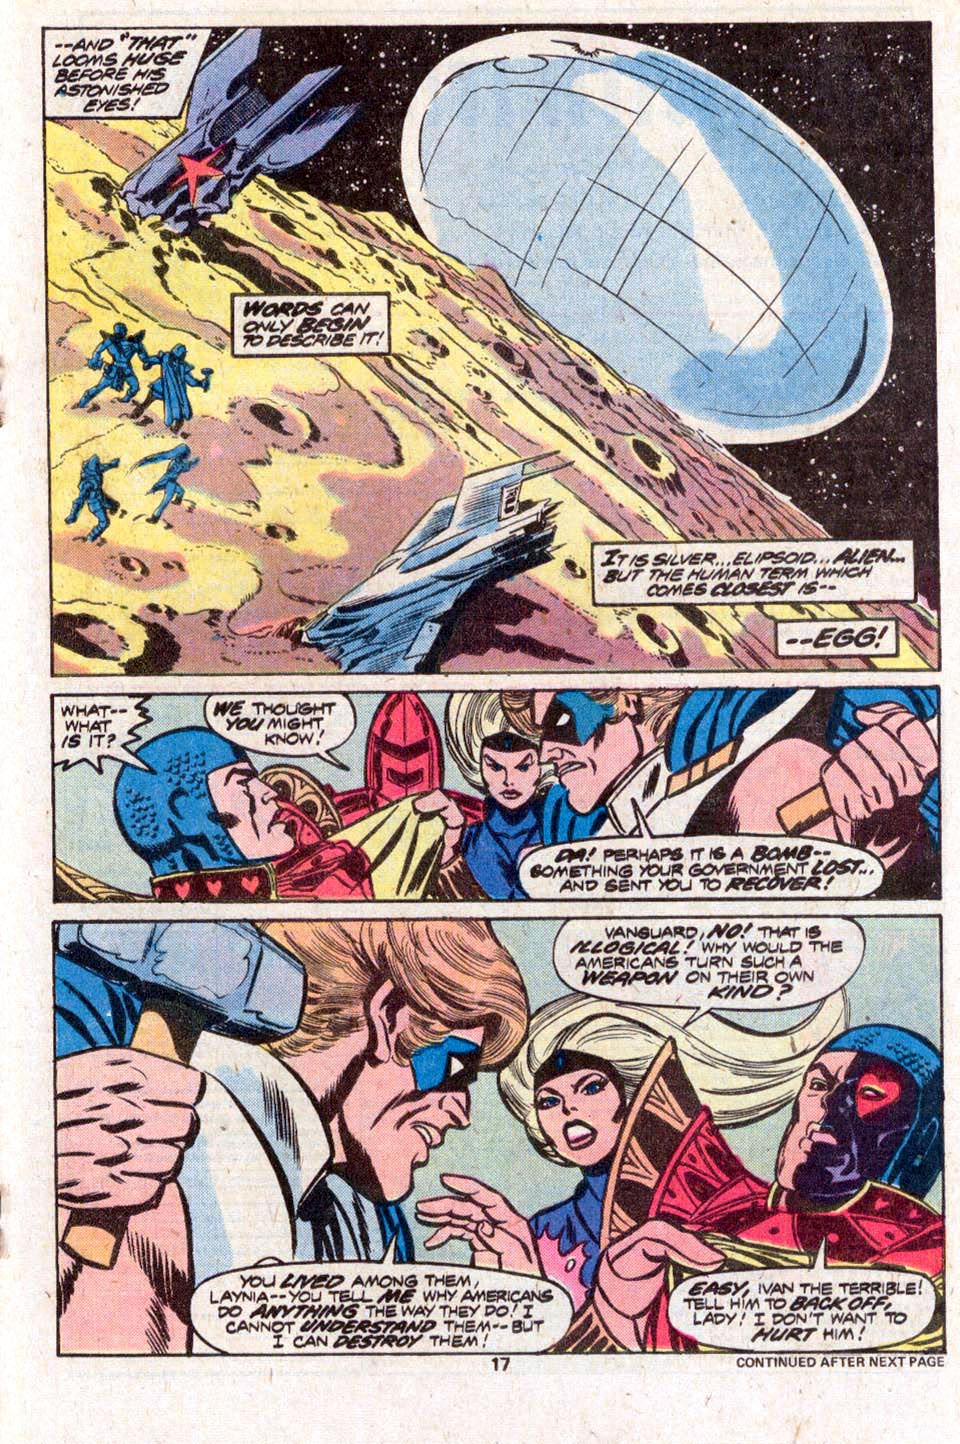 --AND "THAT"
LOOMS HUGE
BEFORE HIS
ASTONISHED
EYES!
WORDS CAN
ONLY BEGIN
TO DESCRIBE IT!
IT IS SILVER...ELIPSOID...ALIEN...
BUT THE HUMAN TERM WHICH
COMES CLOSEST IS--
--EGG!
WHAT--
WHAT
IS IT?
WE THOUGHT
YOU MIGHT
KNOW!
DA! PERHAPS IT IS A BOMB--
SOMETHING YOUR GOVERNMENT LOST...
AND SENT YOU TO RECOVER!
VANGUARD, NO! THAT IS
ILLOGICAL! WHY WOULD THE
AMERICANS TURN SUCH A
WEAPON ON THEIR OWN
KIND?
YOU LIVED AMONG THEM,
LAYNIA--YOU TELL ME WHY AMERICANS
DO ANYTHING THE WAY THEY DO! I
CANNOT UNDERSTAND THEM--BUT
I CAN DESTROY THEM!
EASY, IVAN THE TERRIBLE!
TELL HIM TO BACK OFF,
LADY! I DON'T WANT TO
HURT HIM!
17
CONTINUED AFTER NEXT PAGE